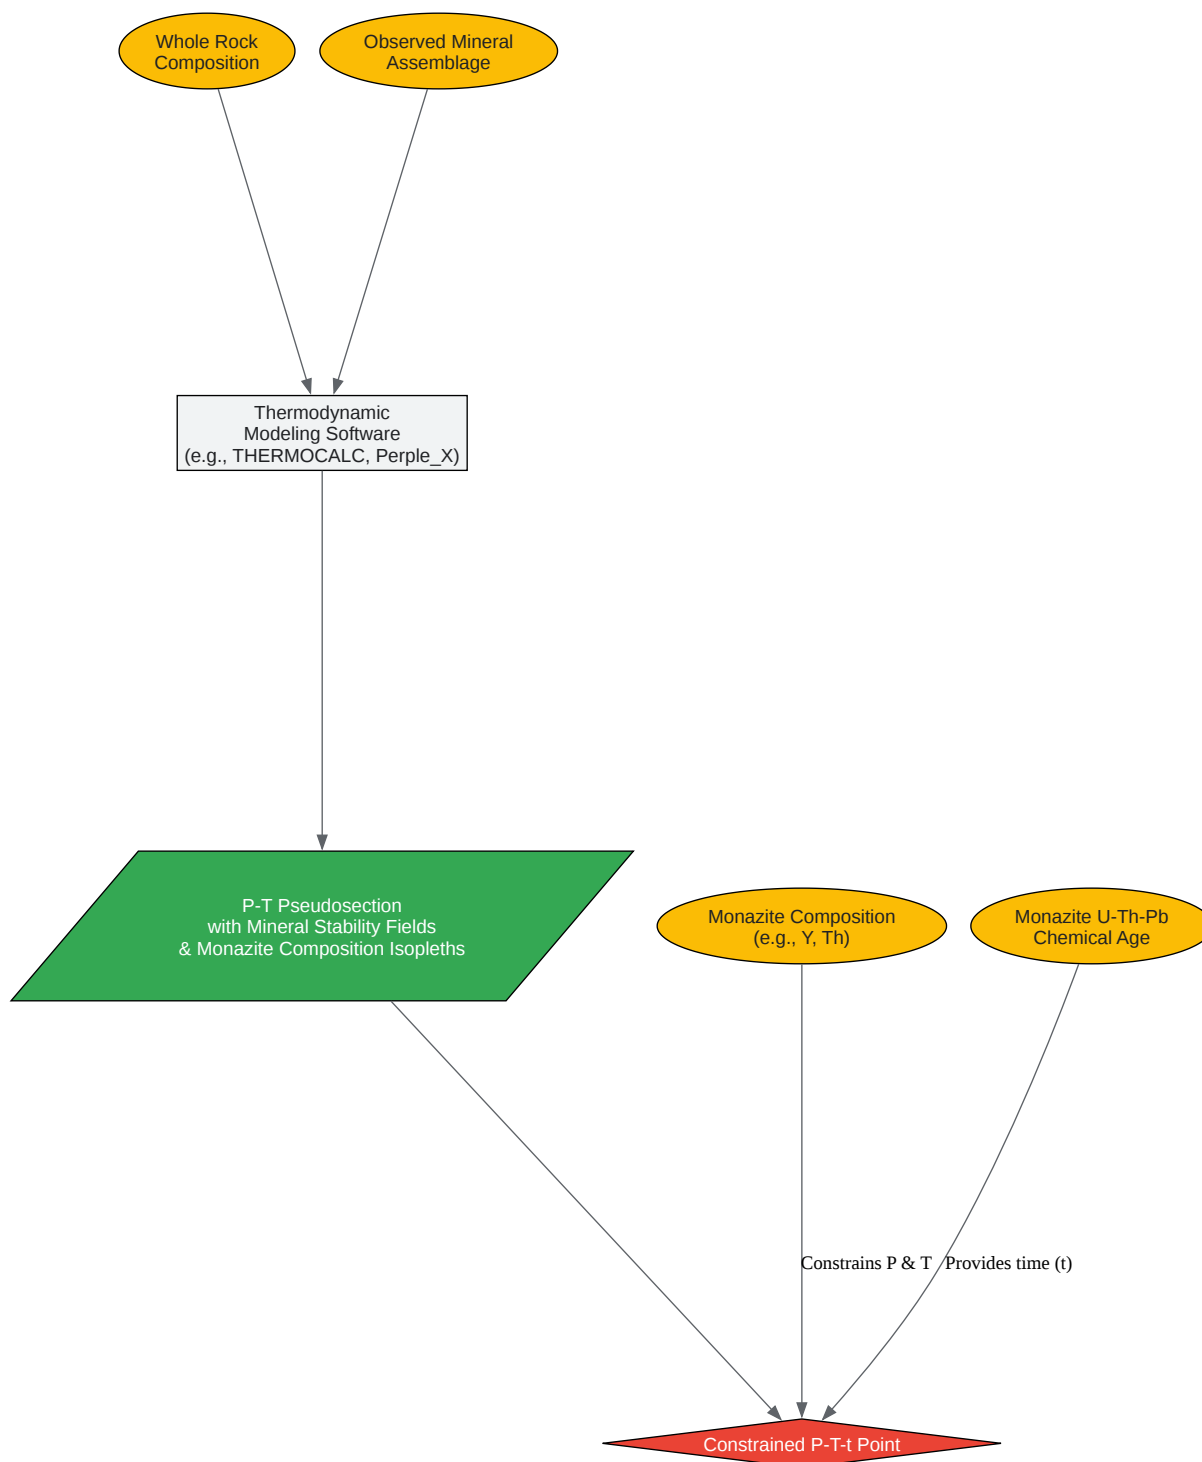 Whole Rock
Composition
Observed Mineral
Assemblage
Thermodynamic
Modeling Software
(e.g., THERMOCALC, Perple_X)
P-T Pseudosection
with Mineral Stability Fields
& Monazite Composition Isopleths
Monazite Composition
(e.g., Y, Th)
Monazite U-Th-Pb
Chemical Age
Constrains P & T
Provides time (t)
Constrained P-T-t Point